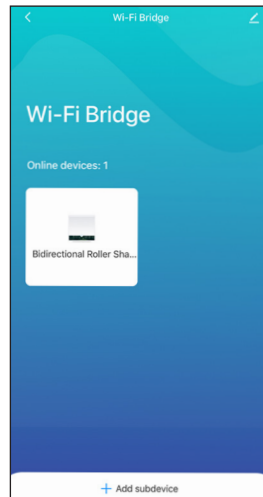 Wi-Fi Bridge
Wi-Fi Bridge
Online devices: 1
Bidirectional Roller Sha...
+ Add subdevice